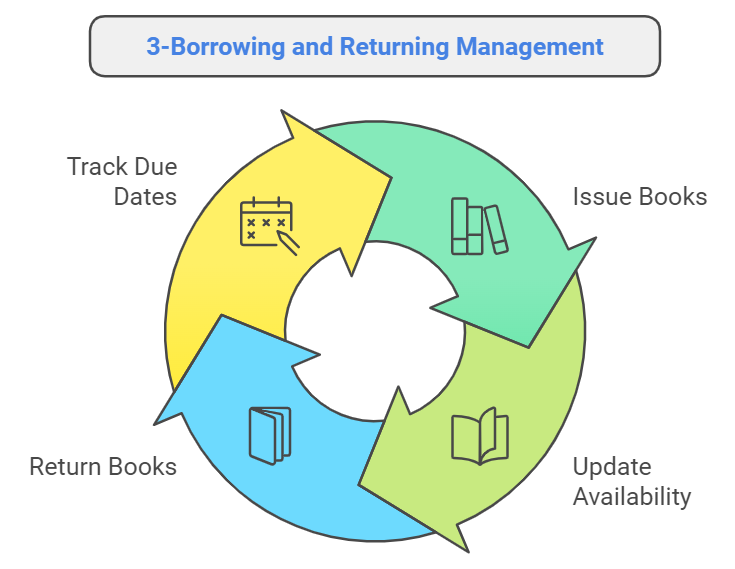 3-Borrowing and Returning Management
Track Due
Dates
Issue Books
Return Books
Update
Availability